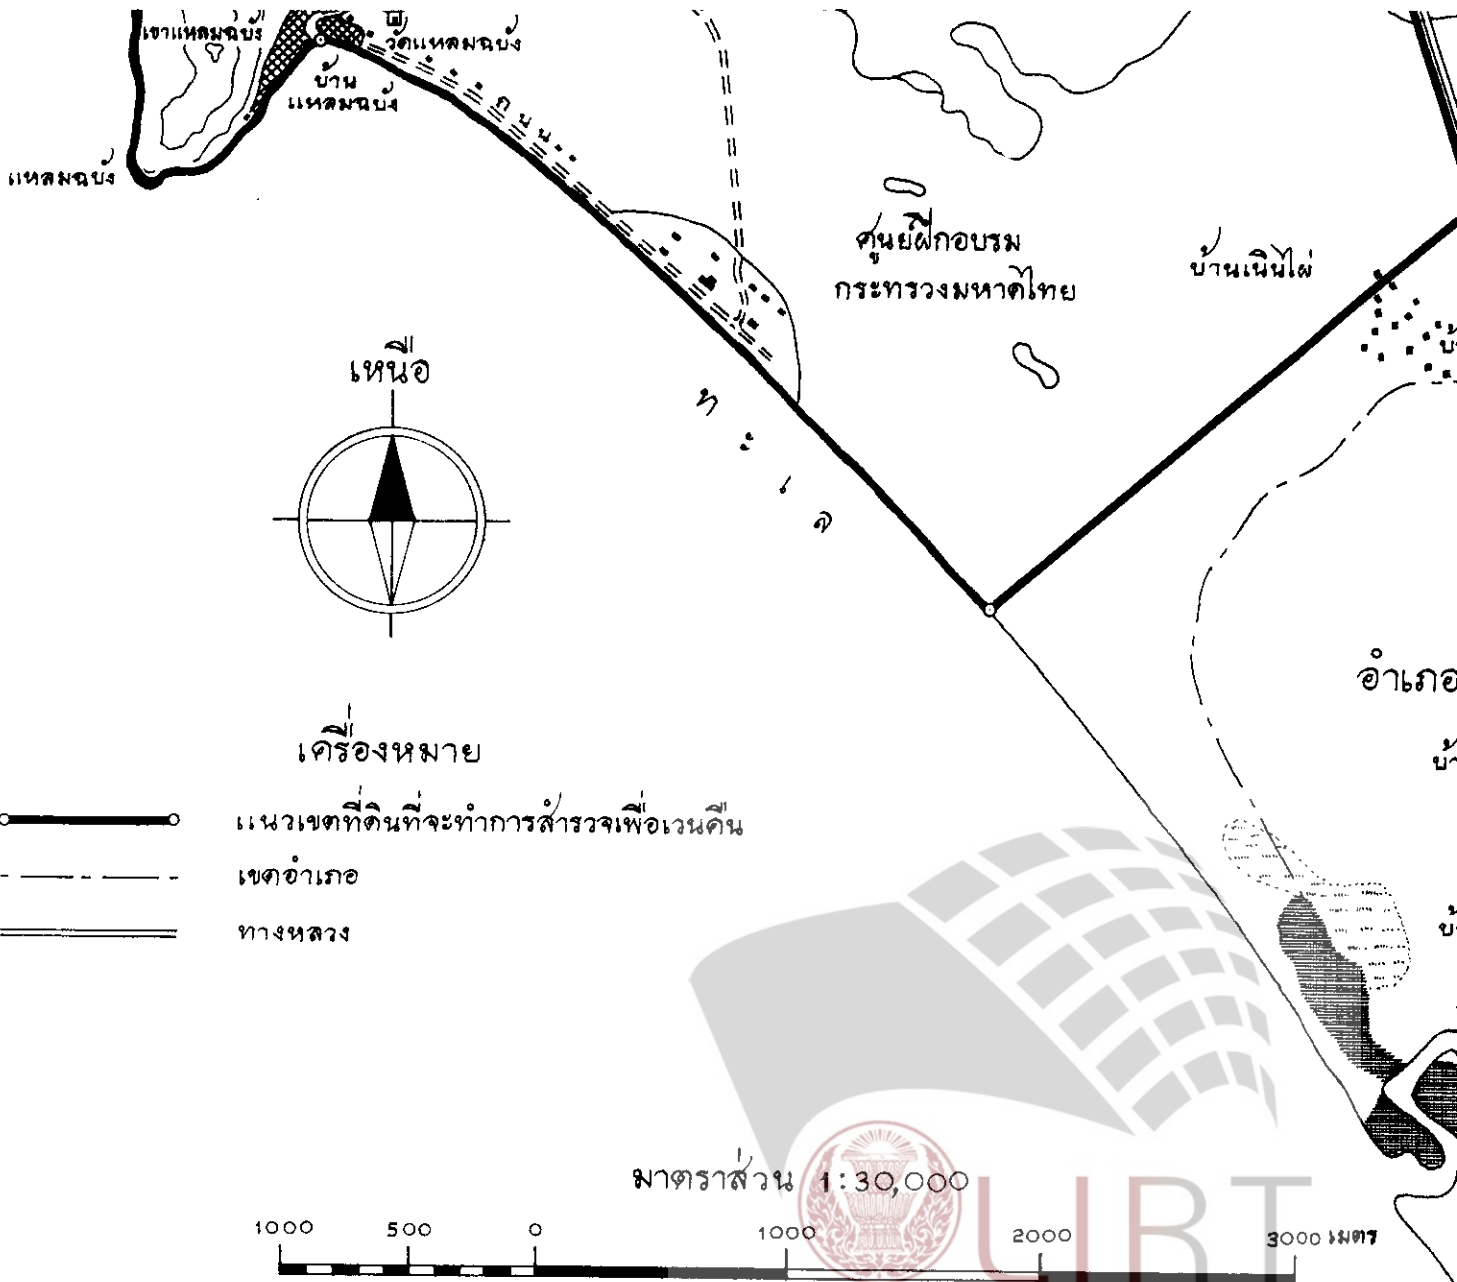 เขาแหลมฉบัง
วัดแหลมฉบัง
บ้าน
แหลมฉบัง
ถนน
แหลมฉบัง
ศูนย์ฝึกอบรม
กระทรวงมหาดไทย
บ้านเนินไผ่
เหนือ
ทะเล
อำเภอ
เครื่องหมาย
แนวเขตที่ดินที่จะทำการสำรวจเพื่อเวนคืน
เขตอำเภอ
ทางหลวง
มาตราส่วน 1:30,000
1000 500 0 1000 2000 3000 เมตร